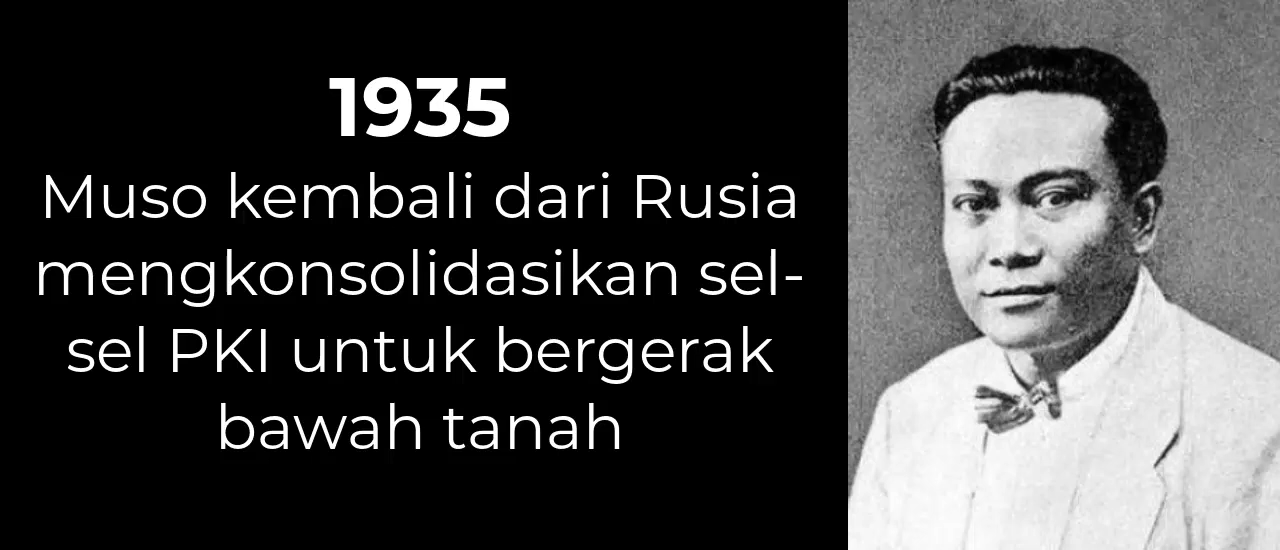 1935
Muso kembali dari Rusia
mengkonsolidasikan sel-
sel PKI untuk bergerak
bawah tanah